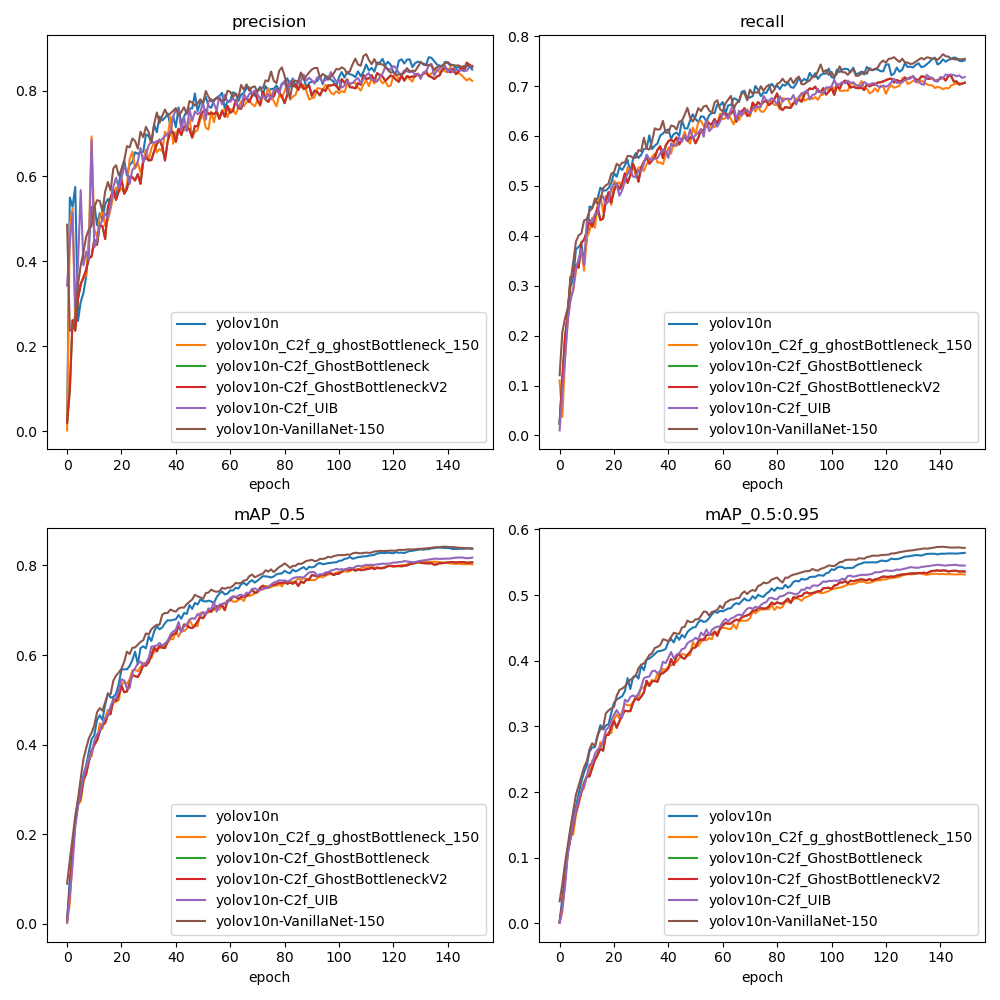 precision
0.8
0.6
0.4
0.2
0.0
yolov10n
yolov10n_C2f_g_ghostBottleneck_150
yolov10n-C2f_GhostBottleneck
yolov10n-C2f_GhostBottleneckV2
yolov10n-C2f_UIB
yolov10n-VanillaNet-150
0 20 40 60 80 100 120 140
epoch
recall
0.8
0.7
0.6
0.5
0.4
0.3
0.2
0.1
0.0
yolov10n
yolov10n_C2f_g_ghostBottleneck_150
yolov10n-C2f_GhostBottleneck
yolov10n-C2f_GhostBottleneckV2
yolov10n-C2f_UIB
yolov10n-VanillaNet-150
0 20 40 60 80 100 120 140
epoch
mAP_0.5
0.8
0.6
0.4
0.2
0.0
yolov10n
yolov10n_C2f_g_ghostBottleneck_150
yolov10n-C2f_GhostBottleneck
yolov10n-C2f_GhostBottleneckV2
yolov10n-C2f_UIB
yolov10n-VanillaNet-150
0 20 40 60 80 100 120 140
epoch
mAP_0.5:0.95
0.6
0.5
0.4
0.3
0.2
0.1
0.0
yolov10n
yolov10n_C2f_g_ghostBottleneck_150
yolov10n-C2f_GhostBottleneck
yolov10n-C2f_GhostBottleneckV2
yolov10n-C2f_UIB
yolov10n-VanillaNet-150
0 20 40 60 80 100 120 140
epoch